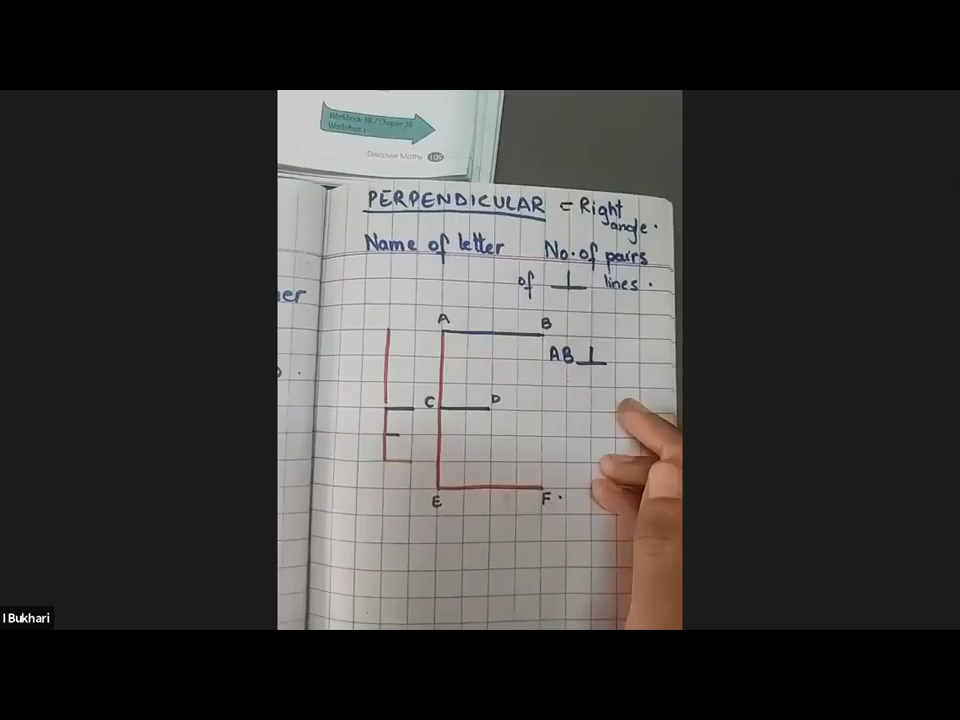 Workbook 3B / Chapter 15
Worksheet 1
Discover Maths 109
PERPENDICULAR = Right
angle.
Name of letter No. of pairs
of ⊥ lines.
A B
AB ⊥
C D
E F.
I Bukhari